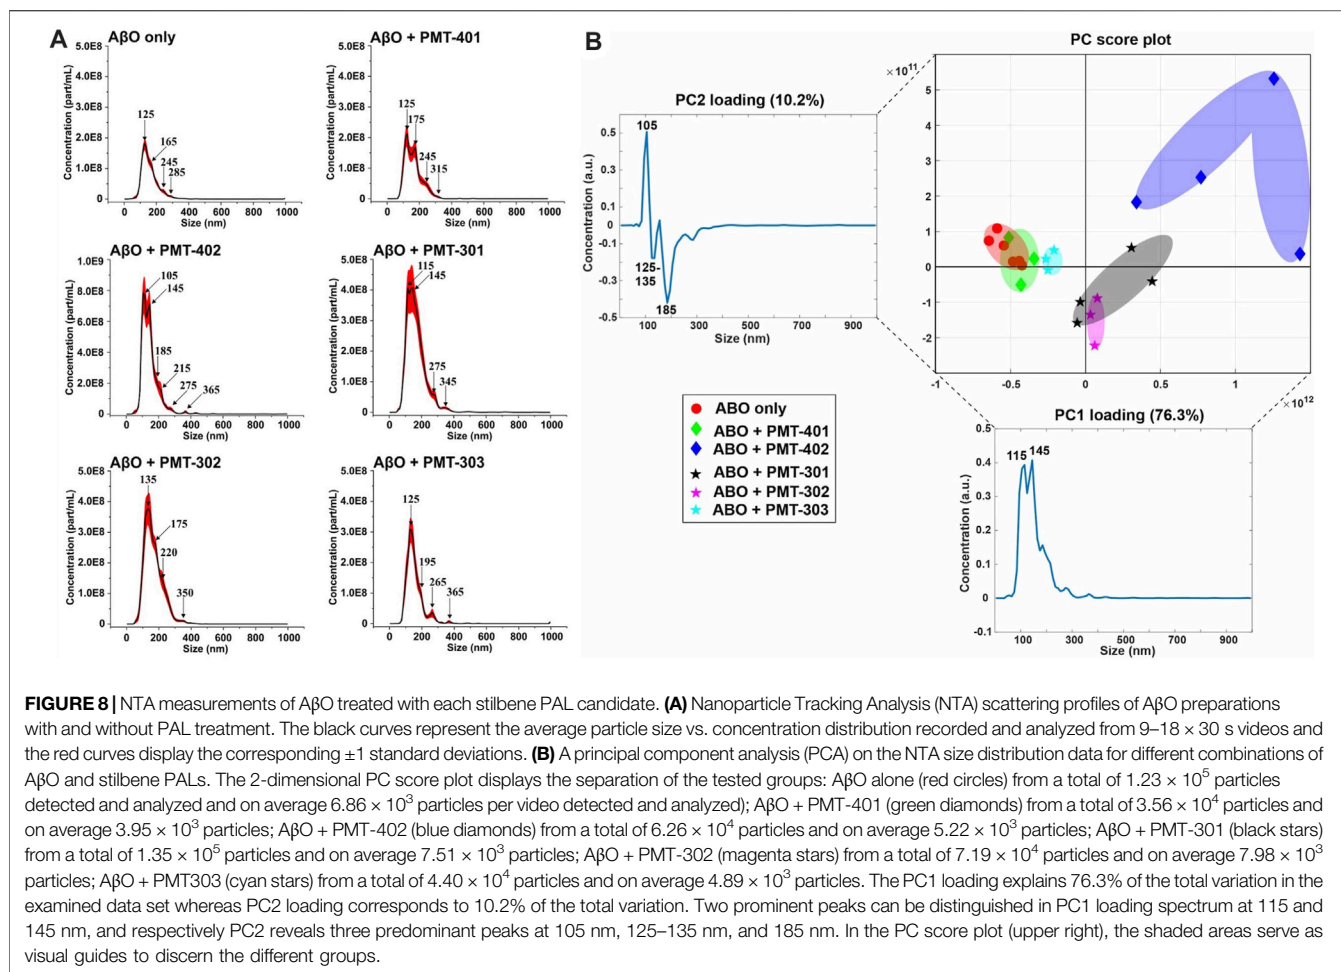 A
AβO only
5.0E8
4.0E8
3.0E8
2.0E8
1.0E8
0
Concentration (part/mL)
125
165
245
285
0 200 400 600 800 1000
Size (nm)
AβO + PMT-401
5.0E8
4.0E8
3.0E8
2.0E8
1.0E8
0
Concentration (part/mL)
125
175
245
315
0 200 400 600 800 1000
Size (nm)
AβO + PMT-402
1.0E9
8.0E8
6.0E8
4.0E8
2.0E8
0
Concentration (part/mL)
105
145
185
215
275
365
0 200 400 600 800 1000
Size (nm)
AβO + PMT-301
5.0E8
4.0E8
3.0E8
2.0E8
1.0E8
0
Concentration (part/mL)
115
145
275
345
0 200 400 600 800 1000
Size (nm)
AβO + PMT-302
5.0E8
4.0E8
3.0E8
2.0E8
1.0E8
0
Concentration (part/mL)
135
175
220
350
0 200 400 600 800 1000
Size (nm)
AβO + PMT-303
5.0E8
4.0E8
3.0E8
2.0E8
1.0E8
0
Concentration (part/mL)
125
195
265
365
0 200 400 600 800 1000
Size (nm)
B
PC2 loading (10.2%)
0.5
0.3
0.1
0
-0.1
-0.3
-0.5
Concentration (a.u.)
105
125-
135
185
100 300 500 700 900
Size (nm)
PC score plot
×10¹¹
5
4
3
2
1
0
-1
-2
-1 -0.5 0 0.5 1
×10¹²
ABO only
ABO + PMT-401
ABO + PMT-402
ABO + PMT-301
ABO + PMT-302
ABO + PMT-303
PC1 loading (76.3%)
0.5
0.4
0.3
0.2
0.1
0
-0.1
Concentration (a.u.)
115 145
100 300 500 700 900
Size (nm)
FIGURE 8 | NTA measurements of AβO treated with each stilbene PAL candidate. (A) Nanoparticle Tracking Analysis (NTA) scattering profiles of AβO preparations
with and without PAL treatment. The black curves represent the average particle size vs. concentration distribution recorded and analyzed from 9–18 × 30 s videos and
the red curves display the corresponding ±1 standard deviations. (B) A principal component analysis (PCA) on the NTA size distribution data for different combinations of
AβO and stilbene PALs. The 2-dimensional PC score plot displays the separation of the tested groups: AβO alone (red circles) from a total of 1.23 × 10⁵ particles
detected and analyzed and on average 6.86 × 10³ particles per video detected and analyzed); AβO + PMT-401 (green diamonds) from a total of 3.56 × 10⁴ particles and
on average 3.95 × 10³ particles; AβO + PMT-402 (blue diamonds) from a total of 6.26 × 10⁴ particles and on average 5.22 × 10³ particles; AβO + PMT-301 (black stars)
from a total of 1.35 × 10⁵ particles and on average 7.51 × 10³ particles; AβO + PMT-302 (magenta stars) from a total of 7.19 × 10⁴ particles and on average 7.98 × 10³
particles; AβO + PMT303 (cyan stars) from a total of 4.40 × 10⁴ particles and on average 4.89 × 10³ particles. The PC1 loading explains 76.3% of the total variation in the
examined data set whereas PC2 loading corresponds to 10.2% of the total variation. Two prominent peaks can be distinguished in PC1 loading spectrum at 115 and
145 nm, and respectively PC2 reveals three predominant peaks at 105 nm, 125–135 nm, and 185 nm. In the PC score plot (upper right), the shaded areas serve as
visual guides to discern the different groups.